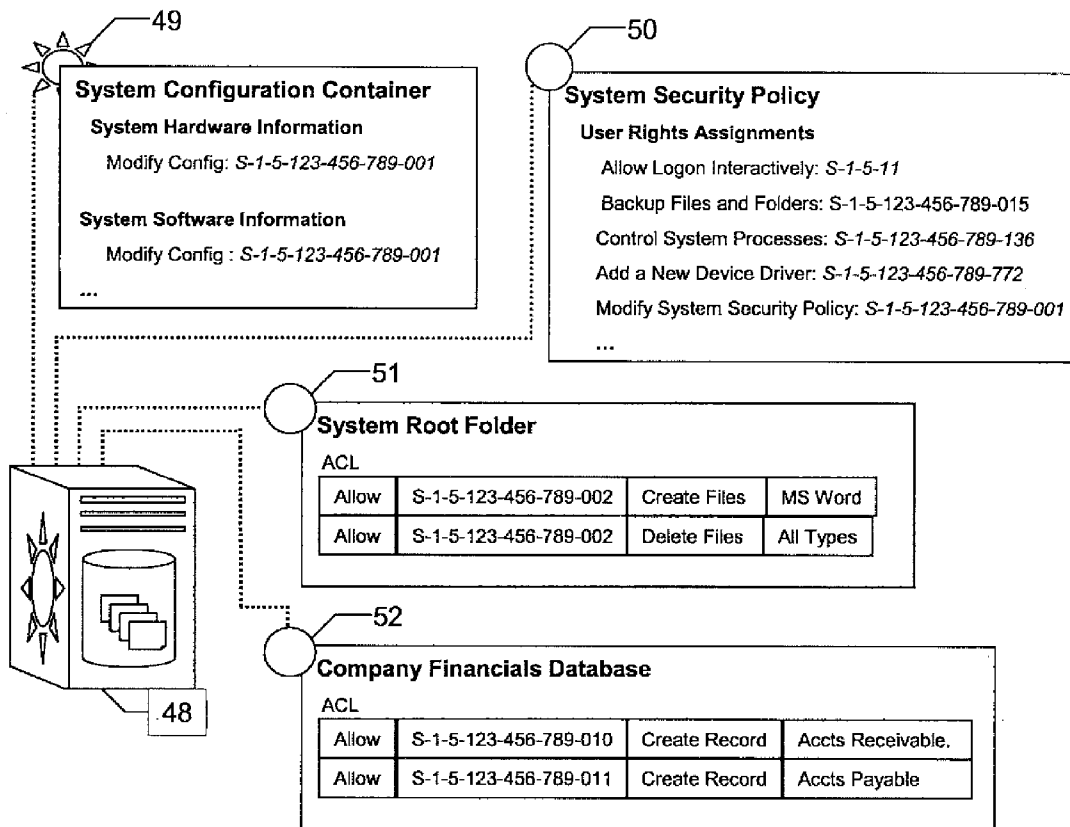 49
System Configuration Container
System Hardware Information
Modify Config: S-1-5-123-456-789-001
System Software Information
Modify Config : S-1-5-123-456-789-001
...
50
System Security Policy
User Rights Assignments
Allow Logon Interactively: S-1-5-11
Backup Files and Folders: S-1-5-123-456-789-015
Control System Processes: S-1-5-123-456-789-136
Add a New Device Driver: S-1-5-123-456-789-772
Modify System Security Policy: S-1-5-123-456-789-001
...
51
System Root Folder
ACL
Allow S-1-5-123-456-789-002 Create Files MS Word
Allow S-1-5-123-456-789-002 Delete Files All Types
48
52
Company Financials Database
ACL
Allow S-1-5-123-456-789-010 Create Record Accts Receivable.
Allow S-1-5-123-456-789-011 Create Record Accts Payable